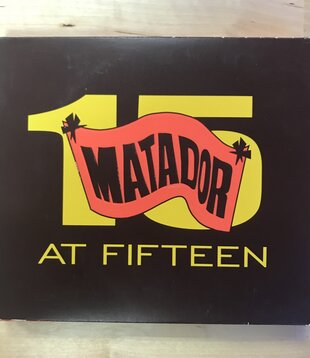 15
MATADOR
AT FIFTEEN